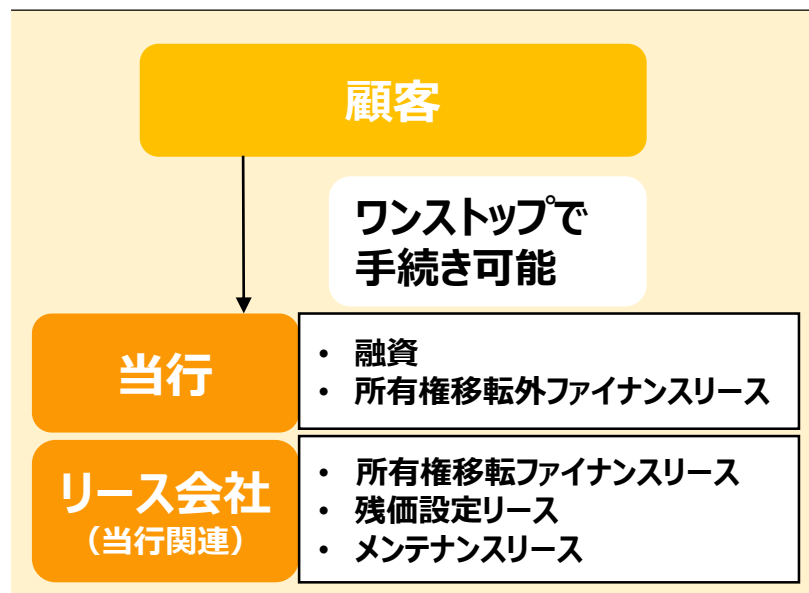 顧客
ワンストップで
手続き可能
当行
• 融資
• 所有権移転外ファイナンスリース
リース会社
（当行関連）
• 所有権移転ファイナンスリース
• 残価設定リース
• メンテナンスリース